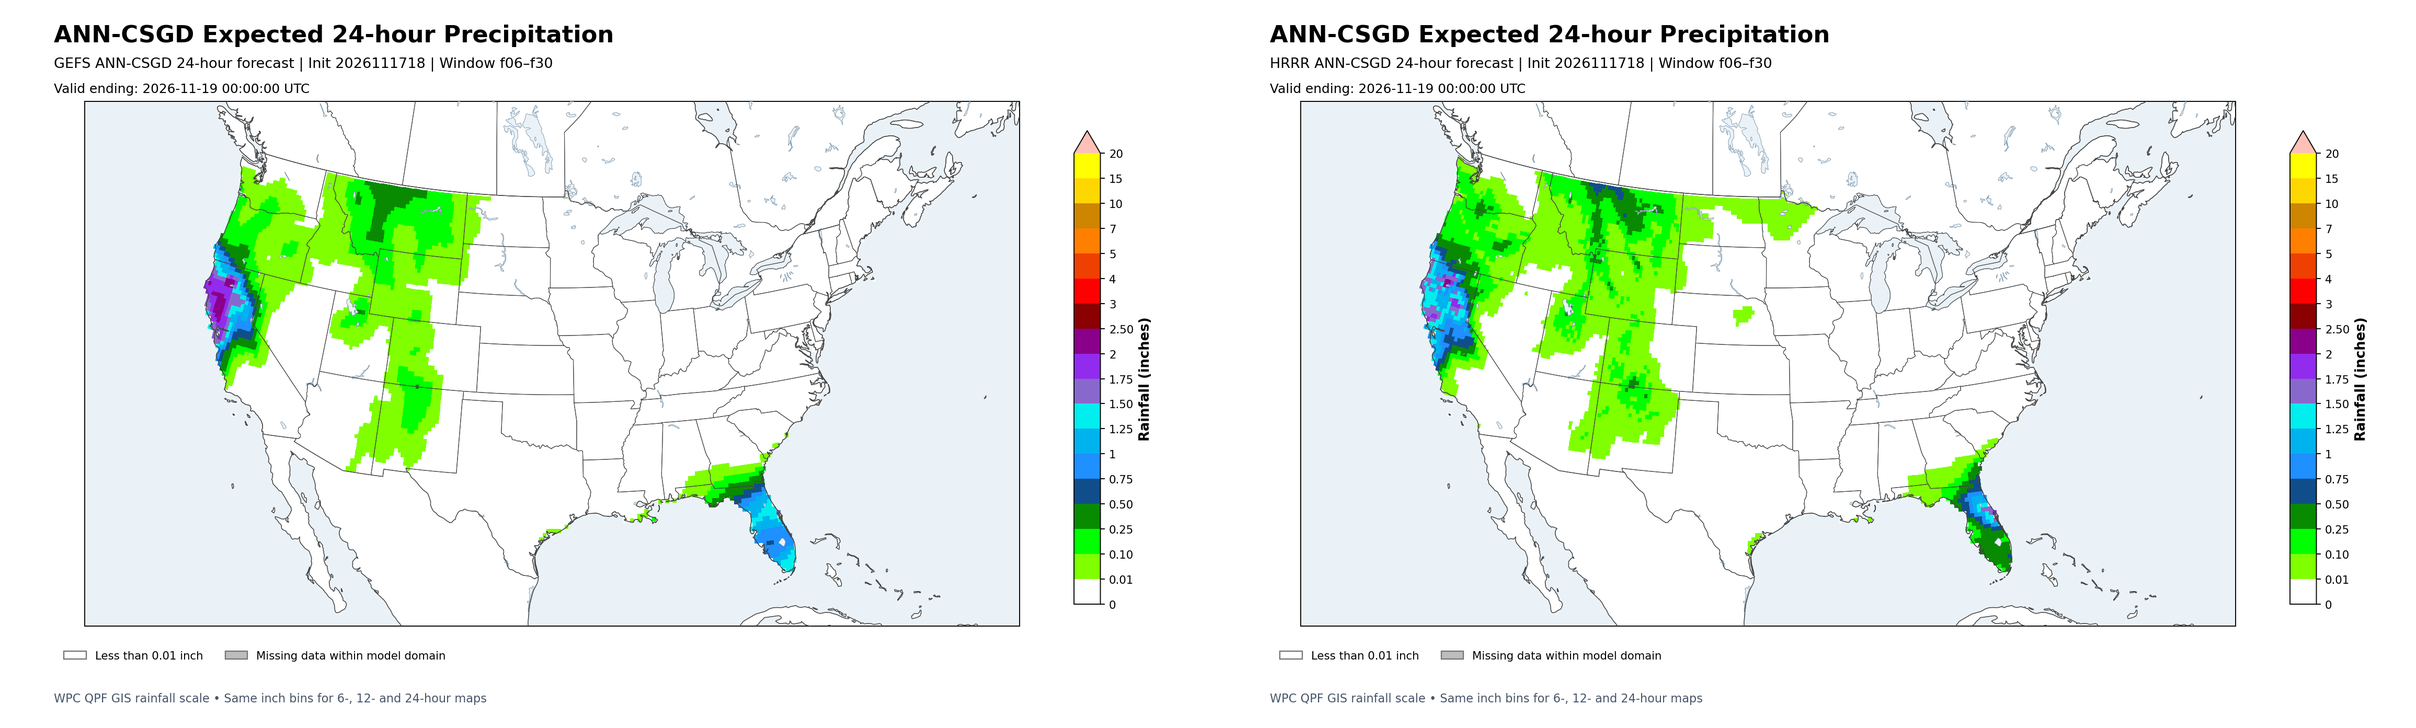 ANN-CSGD Expected 24-hour Precipitation
GEFS ANN-CSGD 24-hour forecast | Init 2026111718 | Window f06–f30
Valid ending: 2026-11-19 00:00:00 UTC
20
15
10
7
5
4
3
2.50
2
1.75
1.50
1.25
1
0.75
0.50
0.25
0.10
0.01
0
Rainfall (inches)
Less than 0.01 inch
Missing data within model domain
WPC QPF GIS rainfall scale • Same inch bins for 6-, 12- and 24-hour maps
ANN-CSGD Expected 24-hour Precipitation
HRRR ANN-CSGD 24-hour forecast | Init 2026111718 | Window f06–f30
Valid ending: 2026-11-19 00:00:00 UTC
20
15
10
7
5
4
3
2.50
2
1.75
1.50
1.25
1
0.75
0.50
0.25
0.10
0.01
0
Rainfall (inches)
Less than 0.01 inch
Missing data within model domain
WPC QPF GIS rainfall scale • Same inch bins for 6-, 12- and 24-hour maps